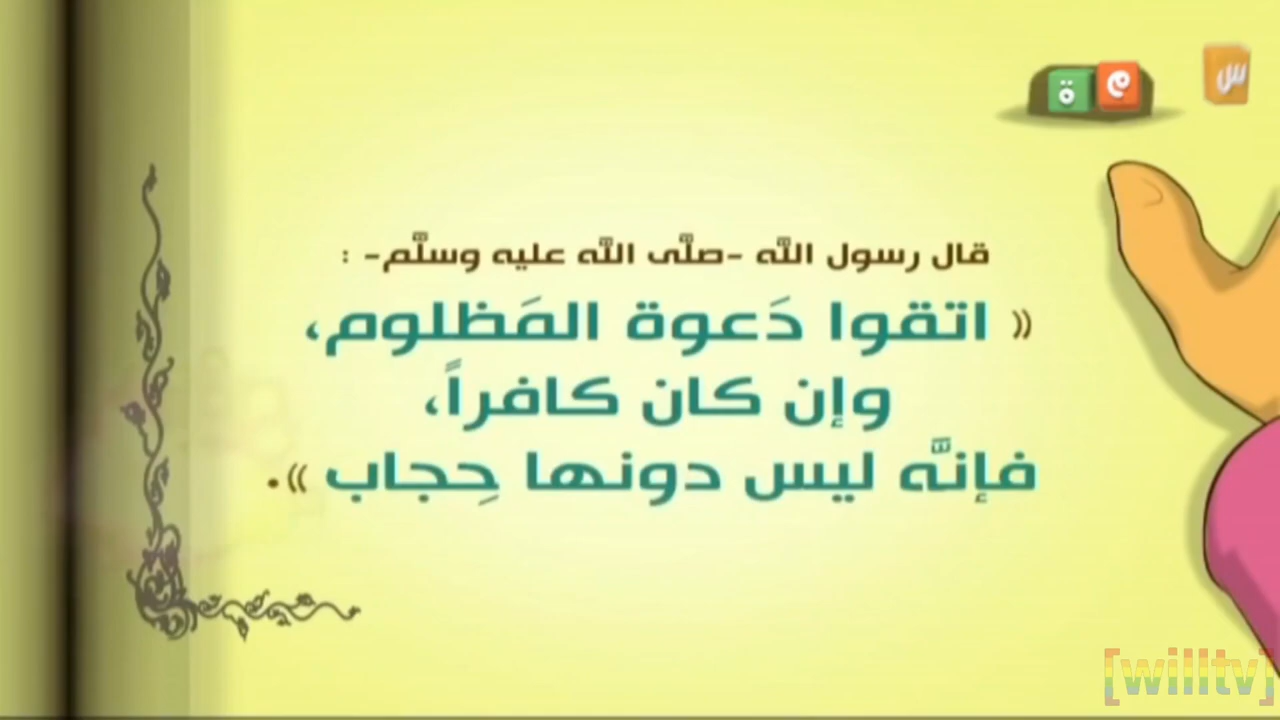 س
م ة
قال رسول الله -صلَّى الله عليه وسلَّم- :
« اتقوا دَعوة المَظلوم،
وإن كان كافراً،
فإنَّه ليس دونها حِجاب ».
[willtv]